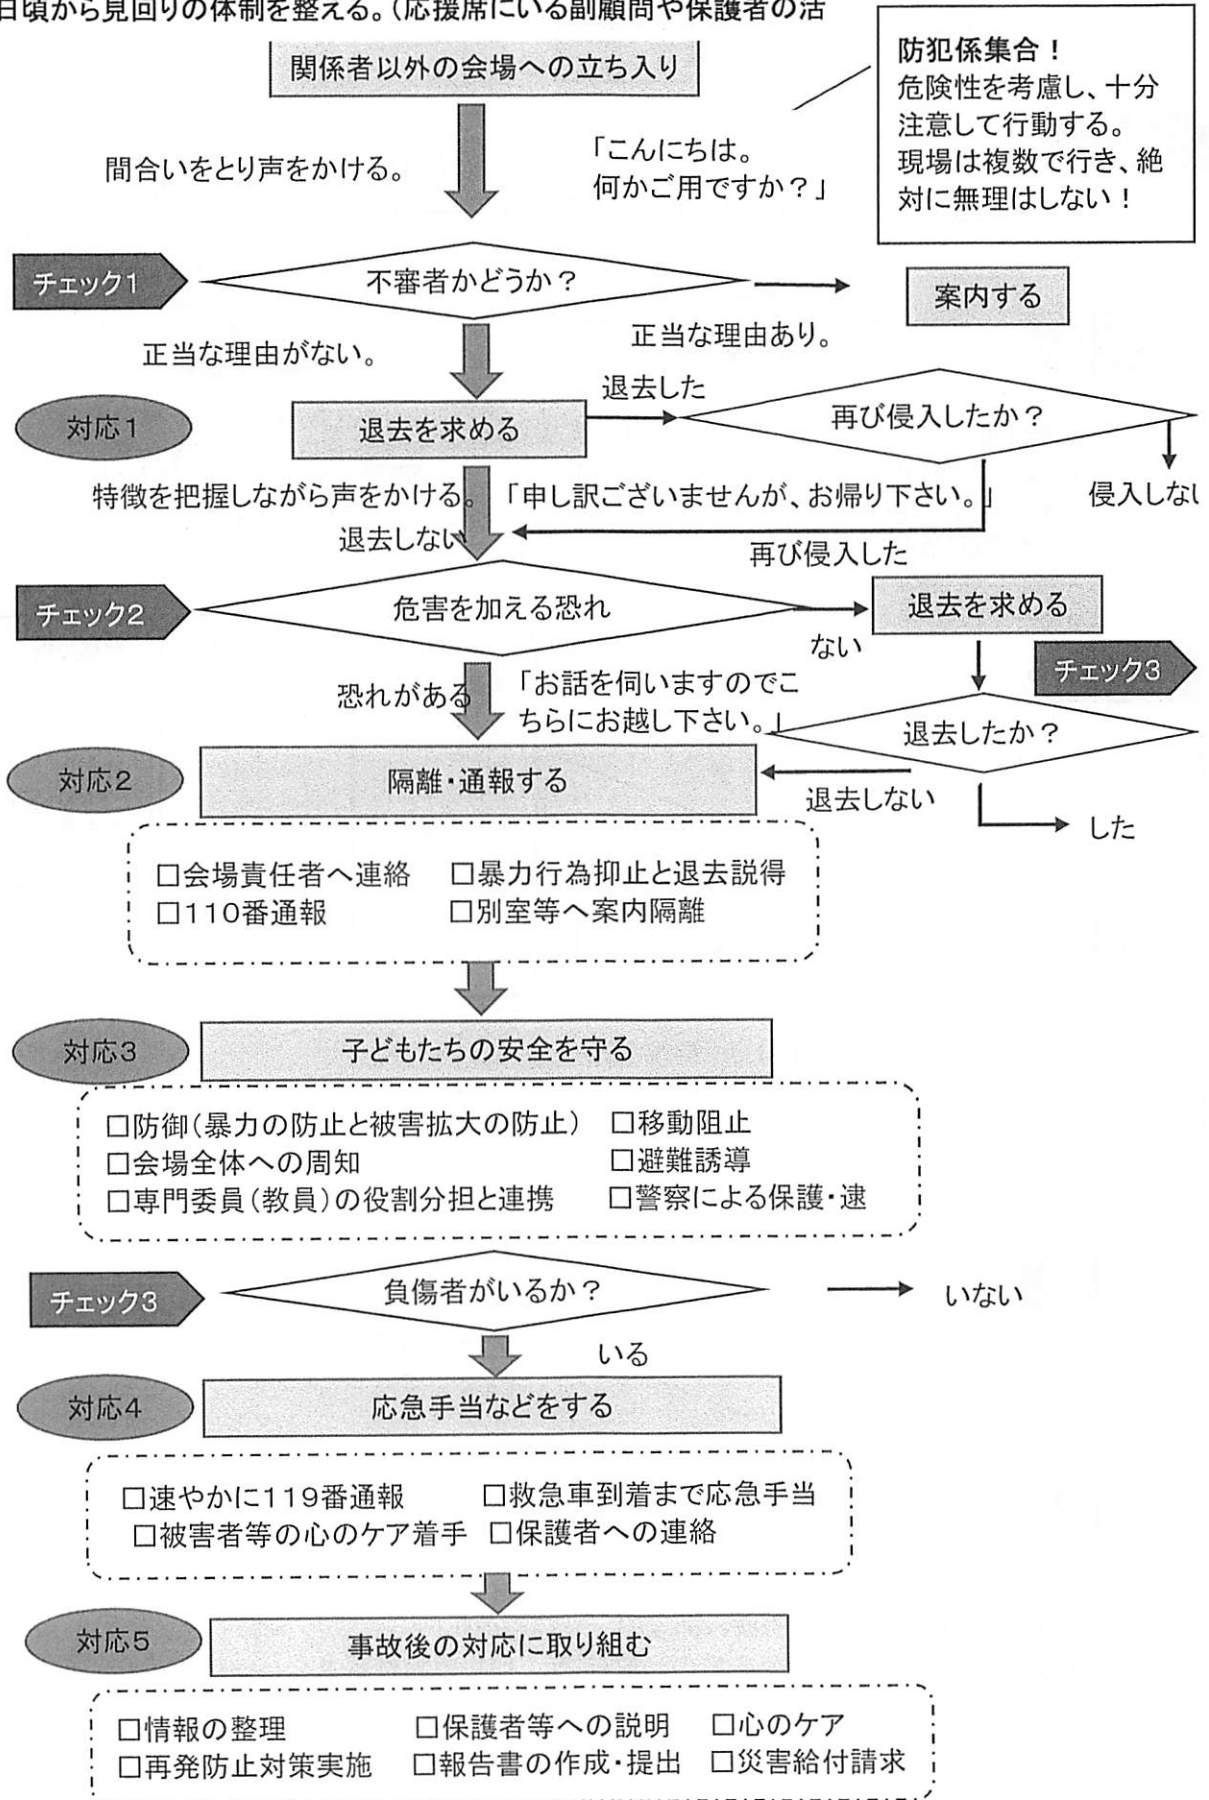 日頃から見回りの体制を整える。（応援席にいる副顧問や保護者の活
関係者以外の会場への立ち入り
防犯係集合！
危険性を考慮し、十分
注意して行動する。
現場は複数で行き、絶
対に無理はしない！
間合いをとり声をかける。
「こんにちは。
何かご用ですか？」
チェック1
不審者かどうか？
案内する
正当な理由がない。
正当な理由あり。
対応1
退去を求める
退去した
再び侵入したか？
特徴を把握しながら声をかける。
「申し訳ございませんが、お帰り下さい。」
侵入しない
退去しない
再び侵入した
チェック2
危害を加える恐れ
退去を求める
ない
チェック3
恐れがある
「お話を伺いますのでこ
ちらにお越し下さい。」
退去したか？
対応2
隔離・通報する
退去しない
した
□会場責任者へ連絡　□暴力行為抑止と退去説得
□110番通報　□別室等へ案内隔離
対応3
子どもたちの安全を守る
□防御（暴力の防止と被害拡大の防止）　□移動阻止
□会場全体への周知　□避難誘導
□専門委員（教員）の役割分担と連携　□警察による保護・逮
チェック3
負傷者がいるか？
いない
いる
対応4
応急手当などをする
□速やかに119番通報　□救急車到着まで応急手当
□被害者等の心のケア着手　□保護者への連絡
対応5
事故後の対応に取り組む
□情報の整理　□保護者等への説明　□心のケア
□再発防止対策実施　□報告書の作成・提出　□災害給付請求